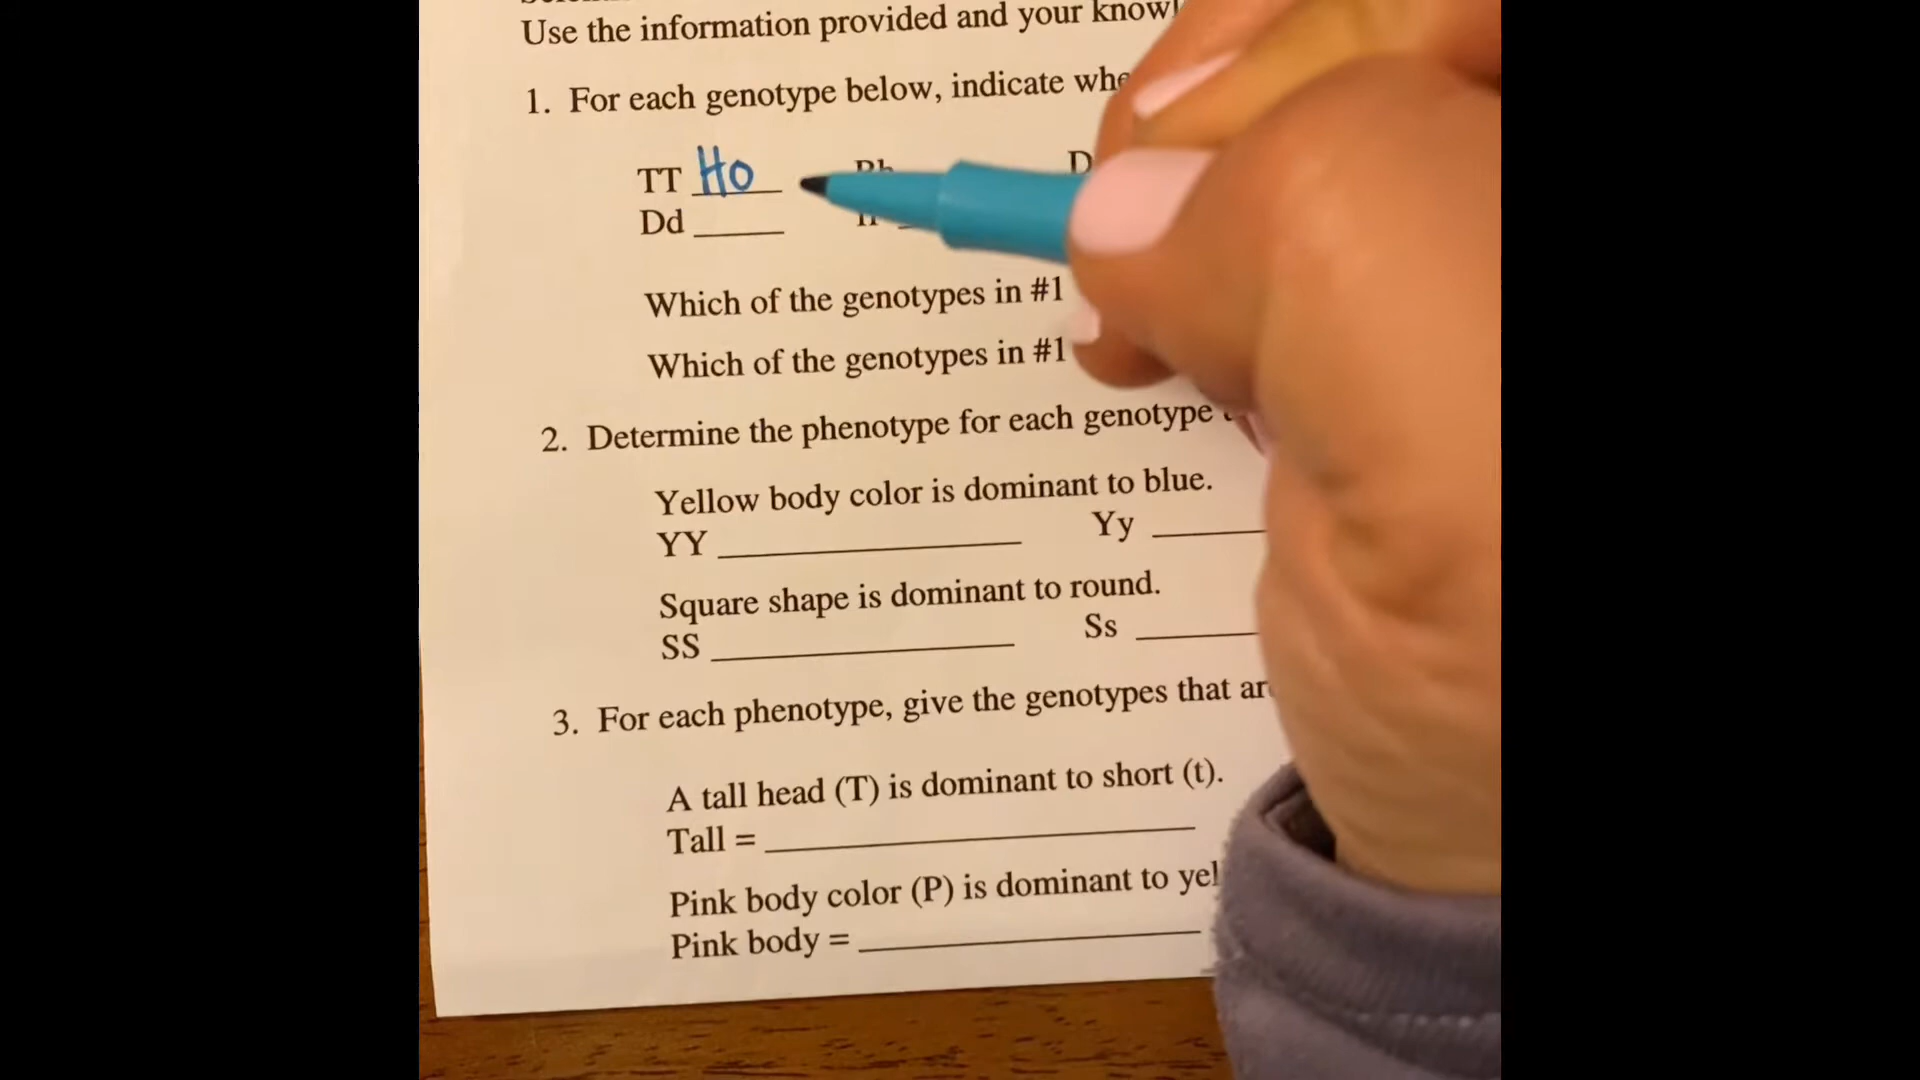 Use the information provided and your
1. For each genotype below, indicate
TT Ho
Dd
Which of the genotypes in #1
Which of the genotypes in #1
2. Determine the phenotype for each genotype
Yellow body color is dominant to blue.
YY Yy
Square shape is dominant to round.
SS Ss
3. For each phenotype, give the genotypes that
A tall head (T) is dominant to short (t).
Tall =
Pink body color (P) is dominant to
Pink body =